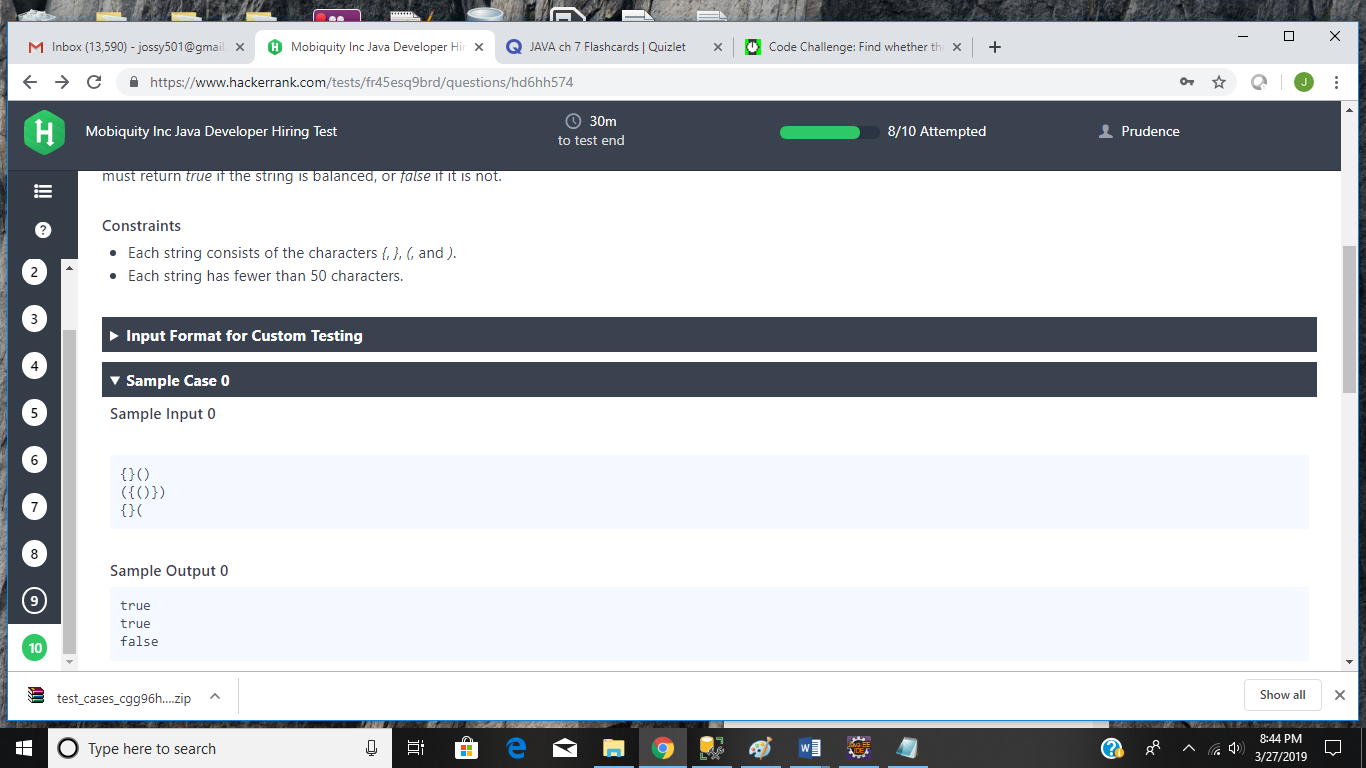 Inbox (13,590) - jossy501@gmail
Mobiquity Inc Java Developer Hir
JAVA ch 7 Flashcards | Quizlet
Code Challenge: Find whether th
https://www.hackerrank.com/tests/fr45esq9brd/questions/hd6hh574
J
H
Mobiquity Inc Java Developer Hiring Test
30m
to test end
8/10 Attempted
Prudence
must return true if the string is balanced, or false if it is not.
?
Constraints
Each string consists of the characters {, }, (, and ).
Each string has fewer than 50 characters.
2
3
4
5
6
7
8
9
10
Input Format for Custom Testing
Sample Case 0
Sample Input 0
{}()
({()})
{}(
Sample Output 0
true
true
false
test_cases_cgg96h....zip
Show all
Type here to search
8:44 PM
3/27/2019